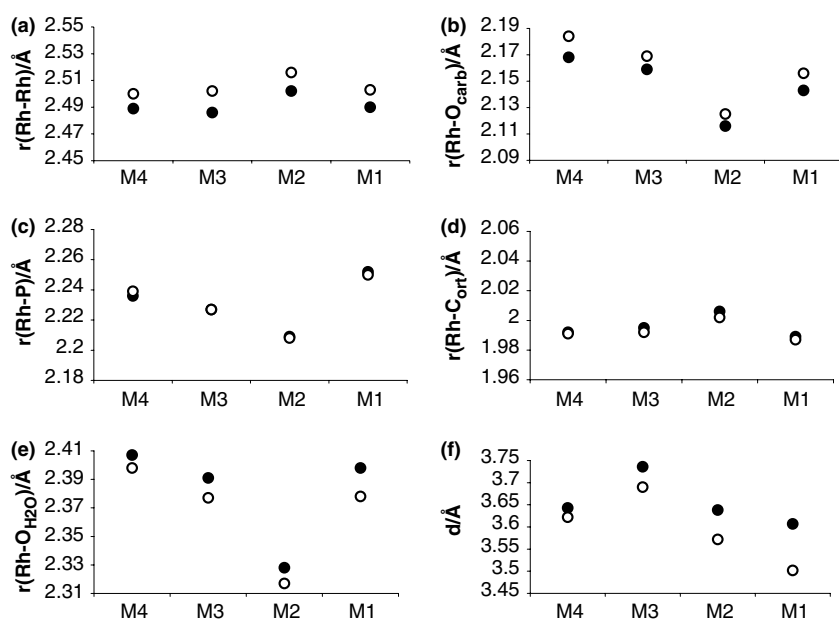 (a)
r(Rh-Rh)/Å
2.55
2.53
2.51
2.49
2.47
2.45
M4 M3 M2 M1
(b)
r(Rh-Ocarb)/Å
2.19
2.17
2.15
2.13
2.11
2.09
M4 M3 M2 M1
(c)
r(Rh-P)/Å
2.28
2.26
2.24
2.22
2.2
2.18
M4 M3 M2 M1
(d)
r(Rh-Cort)/Å
2.06
2.04
2.02
2
1.98
1.96
M4 M3 M2 M1
(e)
r(Rh-OH2O)/Å
2.41
2.39
2.37
2.33
2.31
M4 M3 M2 M1
(f)
d/Å
3.75
3.7
3.65
3.6
3.55
3.5
3.45
M4 M3 M2 M1